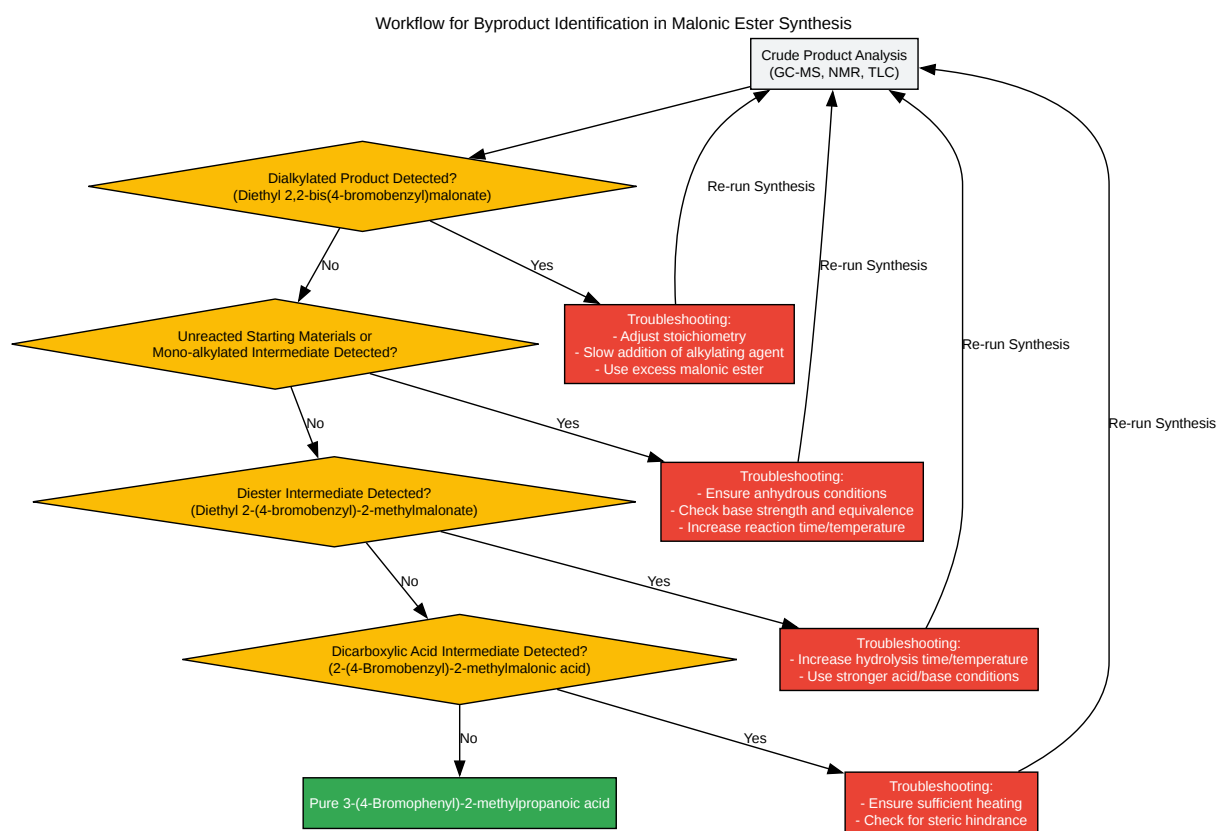 Workflow for Byproduct Identification in Malonic Ester Synthesis
Crude Product Analysis
(GC-MS, NMR, TLC)
Dialkylated Product Detected?
(Diethyl 2,2-bis(4-bromobenzyl)malonate)
Re-run Synthesis
No
Yes
Re-run Synthesis
Troubleshooting:
- Adjust stoichiometry
- Slow addition of alkylating agent
- Use excess malonic ester
Unreacted Starting Materials or
Mono-alkylated Intermediate Detected?
Re-run Synthesis
No
Yes
Re-run Synthesis
Troubleshooting:
- Ensure anhydrous conditions
- Check base strength and equivalence
- Increase reaction time/temperature
Diester Intermediate Detected?
(Diethyl 2-(4-bromobenzyl)-2-methylmalonate)
No
Yes
Troubleshooting:
- Increase hydrolysis time/temperature
- Use stronger acid/base conditions
Dicarboxylic Acid Intermediate Detected?
(2-(4-Bromobenzyl)-2-methylmalonic acid)
No
Yes
Troubleshooting:
- Ensure sufficient heating
- Check for steric hindrance
Pure 3-(4-Bromophenyl)-2-methylpropanoic acid